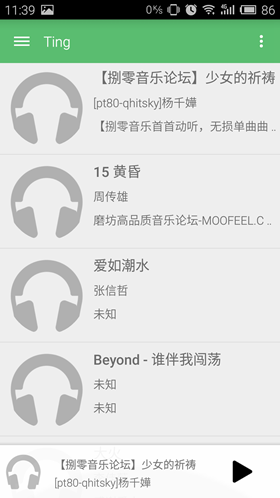 11:39 0K/s 4G 86
Ting
【捌零音乐论坛】少女的祈祷
[pt80-qhitsky]杨千嬅
【捌零音乐首首动听，无损单曲曲 ..
15 黄昏
周传雄
磨坊高品质音乐论坛-MOOFEEL.C ..
爱如潮水
张信哲
未知
Beyond - 谁伴我闯荡
未知
未知
【捌零音乐论坛】少女的祈祷
[pt80-qhitsky]杨千嬅